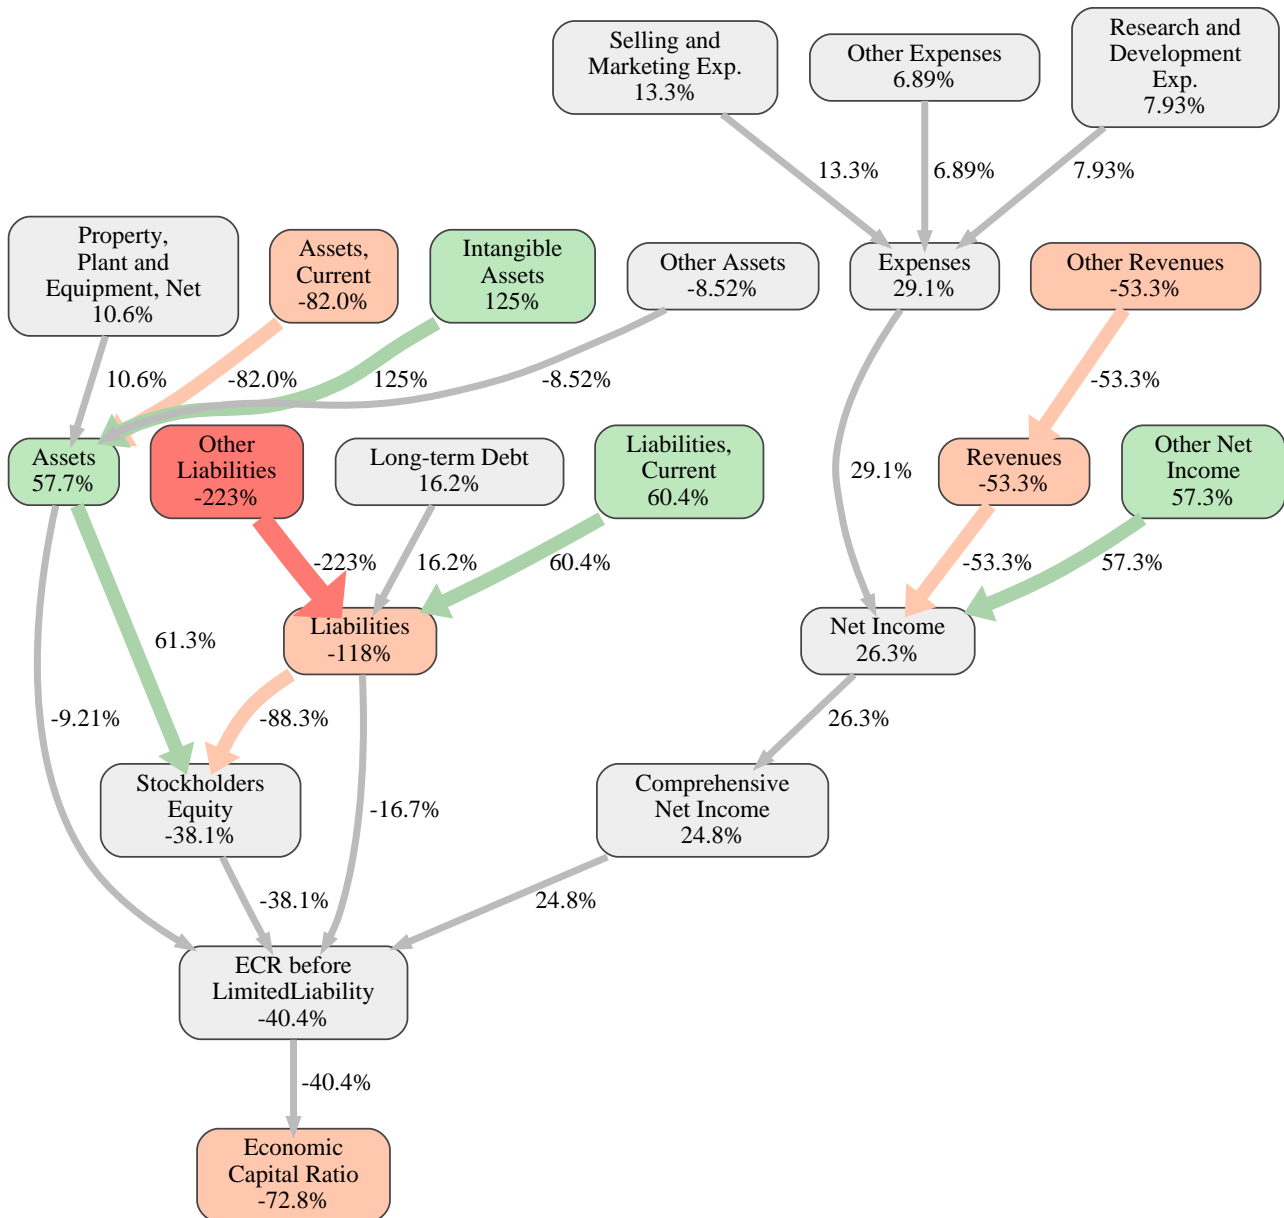 Selling and
Marketing Exp.
13.3%
Other Expenses
6.89%
Research and
Development
Exp.
7.93%
13.3%
6.89%
7.93%
Property,
Plant and
Equipment, Net
10.6%
Assets,
Current
-82.0%
Intangible
Assets
125%
Other Assets
-8.52%
Expenses
29.1%
Other Revenues
-53.3%
10.6%
-82.0%
125%
-8.52%
-53.3%
Assets
57.7%
Other
Liabilities
-223%
Long-term Debt
16.2%
Liabilities,
Current
60.4%
29.1%
Revenues
-53.3%
Other Net
Income
57.3%
-223%
16.2%
60.4%
-53.3%
57.3%
61.3%
Liabilities
-118%
Net Income
26.3%
-9.21%
-88.3%
26.3%
Stockholders
Equity
-38.1%
-16.7%
Comprehensive
Net Income
24.8%
-38.1%
24.8%
ECR before
LimitedLiability
-40.4%
-40.4%
Economic
Capital Ratio
-72.8%